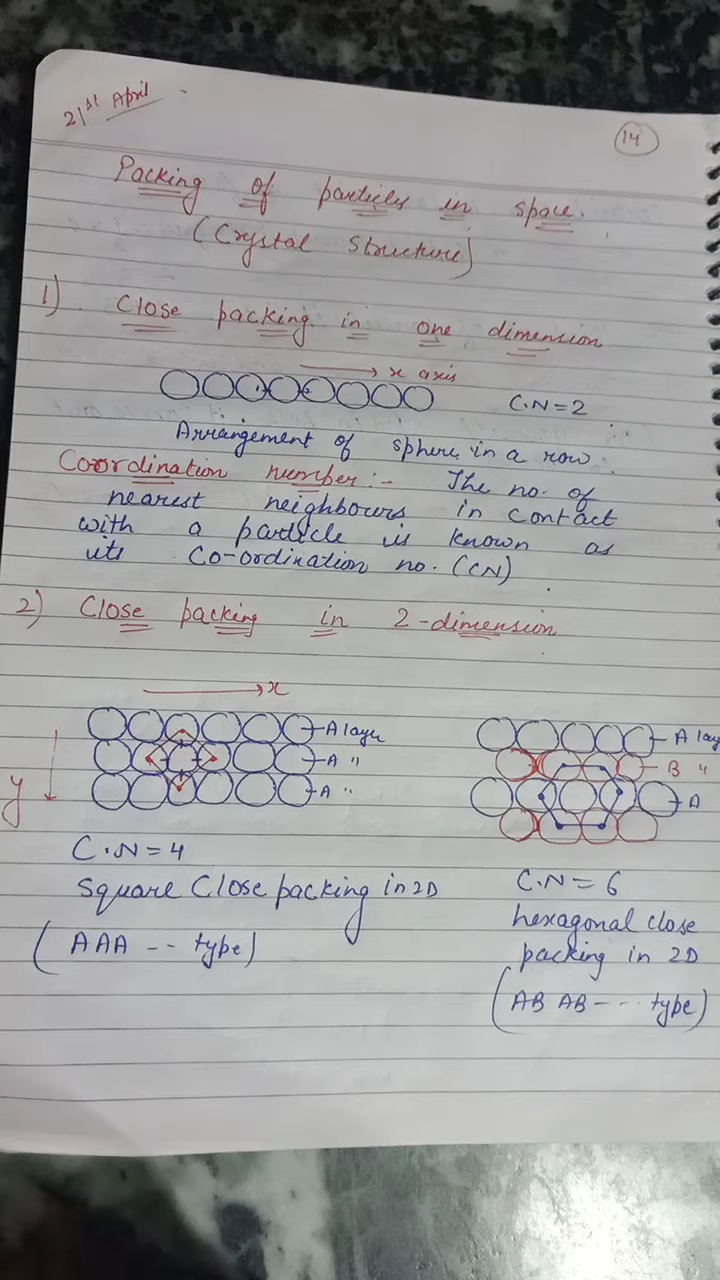 21st April
14
Packing of particles in space.
(Crystal Structure)
1) Close packing in one dimension
x axis
C.N=2
Arrangement of sphere in a row.
Coordination number:- The no. of
nearest neighbours in contact
with a particle is known as
its Co-ordination no. (CN).
2) Close packing in 2-dimension
x
y
A layer
A "
A "
A lay
B "
A
C.N=4
Square Close packing in 2D
(AAA -- type)
C.N=6
hexagonal close
packing in 2D
(AB AB --- type)